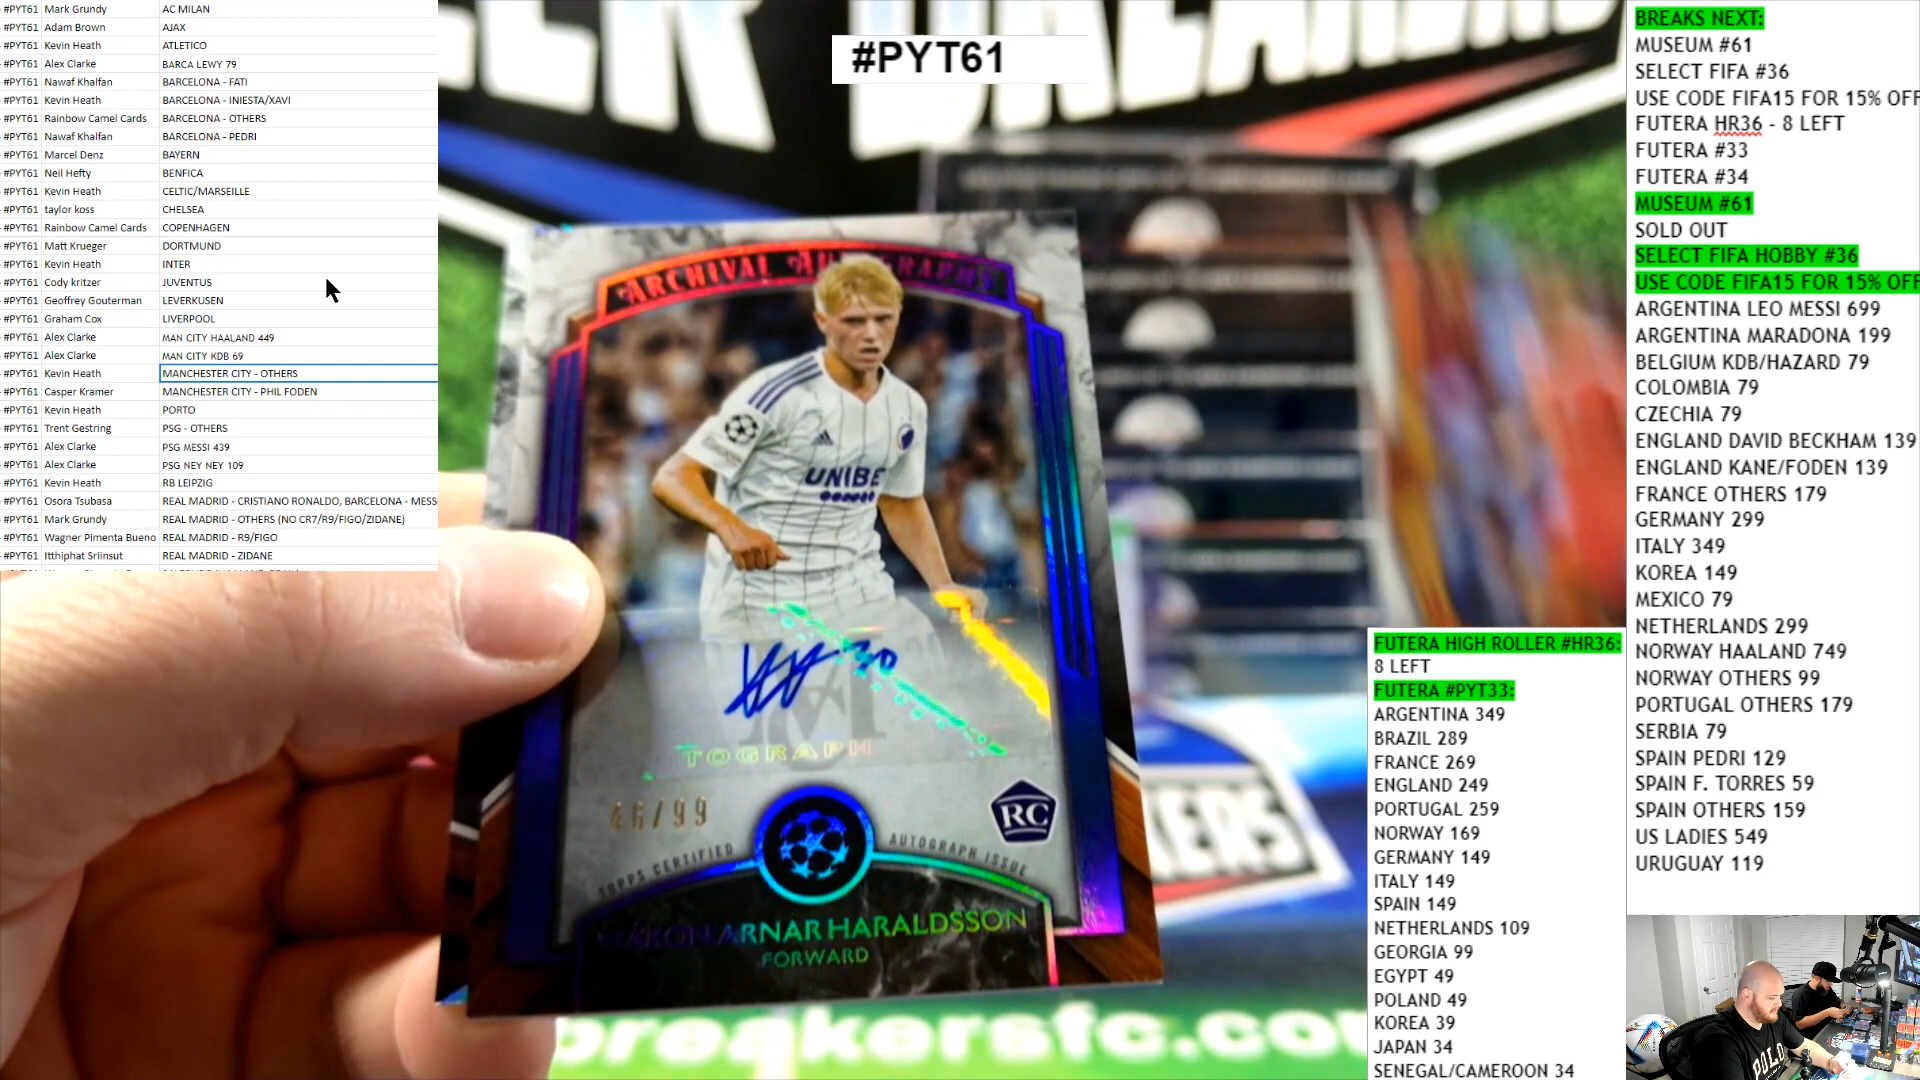 #PYT61 Mark Grundy AC MILAN
#PYT61 Adam Brown AJAX
#PYT61 Kevin Heath ATLETICO
#PYT61 Alex Clarke BARCA LEWY 79
#PYT61 Nawaf Khalfan BARCELONA - FATI
#PYT61 Kevin Heath BARCELONA - INIESTA/XAVI
#PYT61 Rainbow Camel Cards BARCELONA - OTHERS
#PYT61 Nawaf Khalfan BARCELONA - PEDRI
#PYT61 Marcel Denz BAYERN
#PYT61 Neil Hefty BENFICA
#PYT61 Kevin Heath CELTIC/MARSEILLE
#PYT61 taylor koss CHELSEA
#PYT61 Rainbow Camel Cards COPENHAGEN
#PYT61 Matt Krueger DORTMUND
#PYT61 Kevin Heath INTER
#PYT61 Cody kritzer JUVENTUS
#PYT61 Geoffrey Gouterman LEVERKUSEN
#PYT61 Graham Cox LIVERPOOL
#PYT61 Alex Clarke MAN CITY HAALAND 449
#PYT61 Alex Clarke MAN CITY KDB 69
#PYT61 Kevin Heath MANCHESTER CITY - OTHERS
#PYT61 Casper Kramer MANCHESTER CITY - PHIL FODEN
#PYT61 Kevin Heath PORTO
#PYT61 Trent Gestring PSG - OTHERS
#PYT61 Alex Clarke PSG MESSI 439
#PYT61 Alex Clarke PSG NEY NEY 109
#PYT61 Kevin Heath RB LEIPZIG
#PYT61 Osora Tsubasa REAL MADRID - CRISTIANO RONALDO, BARCELONA - MESS
#PYT61 Mark Grundy REAL MADRID - OTHERS (NO CR7/R9/FIGO/ZIDANE)
#PYT61 Wagner Pimenta Bueno REAL MADRID - R9/FIGO
#PYT61 Itthiphat Sriinsut REAL MADRID - ZIDANE
#PYT61
ARCHIVAL AUTOGRAPHS
UNIBE
TOGRAPH
46/99
RC
TOPPS CERTIFIED AUTOGRAPH ISSUE
HAKON ARNAR HARALDSSON
FORWARD
breakersfc.co
FUTERA HIGH ROLLER #HR36:
8 LEFT
FUTERA #PYT33:
ARGENTINA 349
BRAZIL 289
FRANCE 269
ENGLAND 249
PORTUGAL 259
NORWAY 169
GERMANY 149
ITALY 149
SPAIN 149
NETHERLANDS 109
GEORGIA 99
EGYPT 49
POLAND 49
KOREA 39
JAPAN 34
SENEGAL/CAMEROON 34
BREAKS NEXT:
MUSEUM #61
SELECT FIFA #36
USE CODE FIFA15 FOR 15% OFF
FUTERA HR36 - 8 LEFT
FUTERA #33
FUTERA #34
MUSEUM #61
SOLD OUT
SELECT FIFA HOBBY #36
USE CODE FIFA15 FOR 15% OFF
ARGENTINA LEO MESSI 699
ARGENTINA MARADONA 199
BELGIUM KDB/HAZARD 79
COLOMBIA 79
CZECHIA 79
ENGLAND DAVID BECKHAM 139
ENGLAND KANE/FODEN 139
FRANCE OTHERS 179
GERMANY 299
ITALY 349
KOREA 149
MEXICO 79
NETHERLANDS 299
NORWAY HAALAND 749
NORWAY OTHERS 99
PORTUGAL OTHERS 179
SERBIA 79
SPAIN PEDRI 129
SPAIN F. TORRES 59
SPAIN OTHERS 159
US LADIES 549
URUGUAY 119
POLO